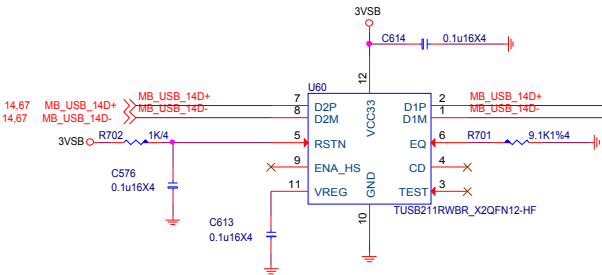 3VSB
C614 0.1u16X4
U60
12
14,67 MB_USB_14D+ 7 D2P VCC33 D1P 2 MB_USB_14D+
14,67 MB_USB_14D- MB_USB_14D- 8 D2M D1M 1 MB_USB_14D-
MB_USB_14D+
3VSB R702 1K/4 5 RSTN EQ 6 R701 9.1K1%4
9 ENA_HS CD 4
C576
0.1u16X4
11 VREG GND TEST 3
TUSB211RWBR_X2QFN12-HF
10
C613
0.1u16X4